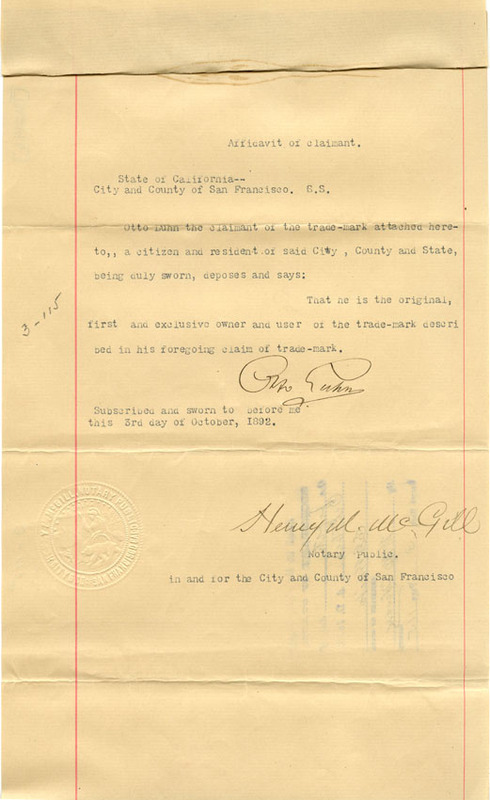 Affidavit of claimant.
State of California--
City and County of San Francisco. S.S.
Otto Luhn the claimant of the trade-mark attached here-
to,, a citizen and resident of said City , County and State,
being duly sworn, deposes and says:
That he is the original,
first and exclusive owner and user of the trade-mark descri
bed in his foregoing claim of trade-mark.
3-115
Otto Luhn
Subscribed and sworn to before me
this 3rd day of October, 1892.
Henry M. McGill
Notary Public.
in and for the City and County of San Francisco
NOTARY PUBLIC